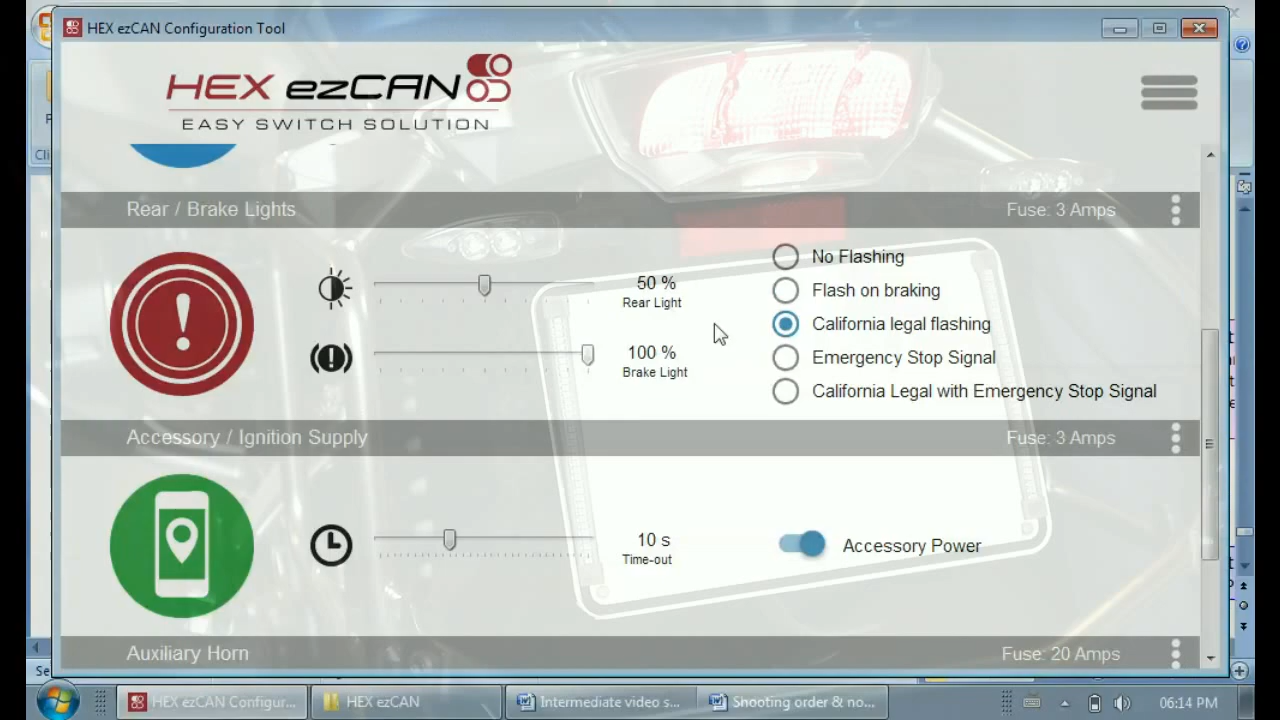 HEX ezCAN Configuration Tool
HEX ezCAN
EASY SWITCH SOLUTION
Rear / Brake Lights
Fuse: 3 Amps
50 %
Rear Light
100 %
Brake Light
No Flashing
Flash on braking
California legal flashing
Emergency Stop Signal
California Legal with Emergency Stop Signal
Accessory / Ignition Supply
Fuse: 3 Amps
10 s
Time-out
Accessory Power
Auxiliary Horn
Fuse: 20 Amps
HEX ezCAN Configur...
HEX ezCAN
Intermediate video s...
Shooting order & no...
06:14 PM